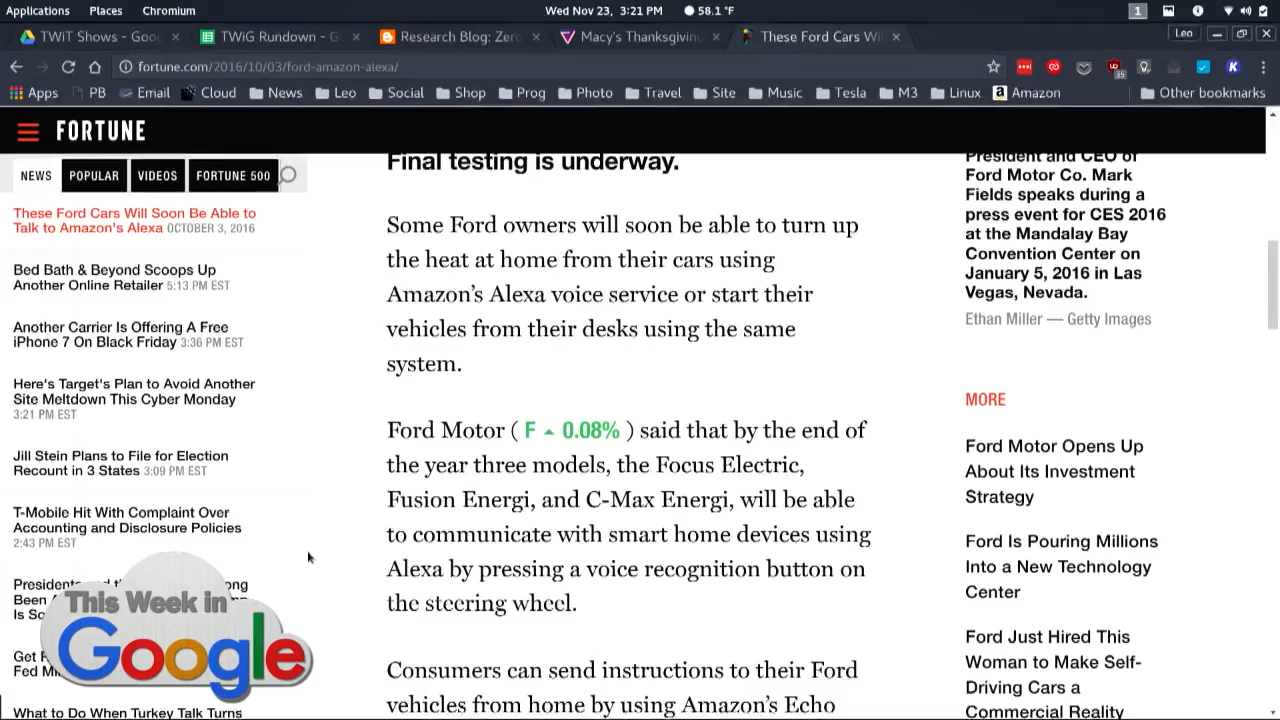 Applications Places Chromium Wed Nov 23, 3:21 PM 58.1 °F 1
TWiT Shows - Goo TWiG Rundown - G Research Blog: Zer Macy's Thanksgivin These Ford Cars Wi Leo
fortune.com/2016/10/03/ford-amazon-alexa/
Apps PB Email Cloud News Leo Social Shop Prog Photo Travel Site Music Tesla M3 Linux Amazon Other bookmarks
FORTUNE
NEWS POPULAR VIDEOS FORTUNE 500
These Ford Cars Will Soon Be Able to
Talk to Amazon's Alexa OCTOBER 3, 2016
Bed Bath & Beyond Scoops Up
Another Online Retailer 5:13 PM EST
Another Carrier Is Offering A Free
iPhone 7 On Black Friday 3:36 PM EST
Here's Target's Plan to Avoid Another
Site Meltdown This Cyber Monday
3:21 PM EST
Jill Stein Plans to File for Election
Recount in 3 States 3:09 PM EST
T-Mobile Hit With Complaint Over
Accounting and Disclosure Policies
2:43 PM EST
Been
Is So
Get
Fed
What to Do When Turkey Talk Turns
This Week in
Google
Final testing is underway.
Some Ford owners will soon be able to turn up
the heat at home from their cars using
Amazon's Alexa voice service or start their
vehicles from their desks using the same
system.
Ford Motor ( F 0.08% ) said that by the end of
the year three models, the Focus Electric,
Fusion Energi, and C-Max Energi, will be able
to communicate with smart home devices using
Alexa by pressing a voice recognition button on
the steering wheel.
Consumers can send instructions to their Ford
vehicles from home by using Amazon's Echo
President and CEO of
Ford Motor Co. Mark
Fields speaks during a
press event for CES 2016
at the Mandalay Bay
Convention Center on
January 5, 2016 in Las
Vegas, Nevada.
Ethan Miller — Getty Images
MORE
Ford Motor Opens Up
About Its Investment
Strategy
Ford Is Pouring Millions
Into a New Technology
Center
Ford Just Hired This
Woman to Make Self-
Driving Cars a
Commercial Reality